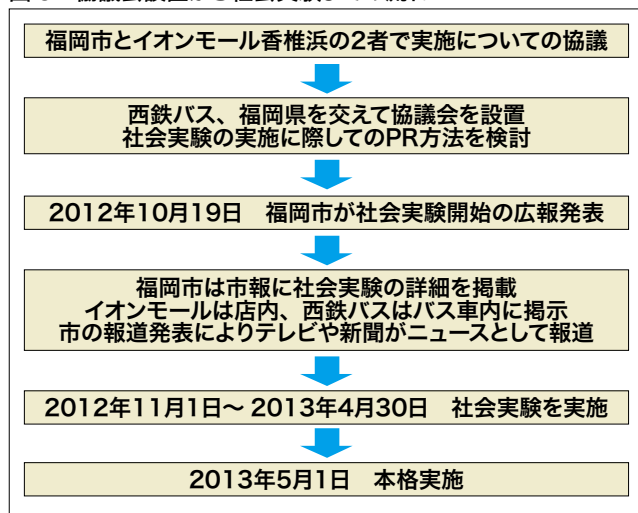 福岡市とイオンモール香椎浜の2者で実施についての協議
西鉄バス、福岡県を交えて協議会を設置
社会実験の実施に際してのPR方法を検討
2012年10月19日　福岡市が社会実験開始の広報発表
福岡市は市報に社会実験の詳細を掲載
イオンモールは店内、西鉄バスはバス車内に掲示
市の報道発表によりテレビや新聞がニュースとして報道
2012年11月1日〜2013年4月30日　社会実験を実施
2013年5月1日　本格実施